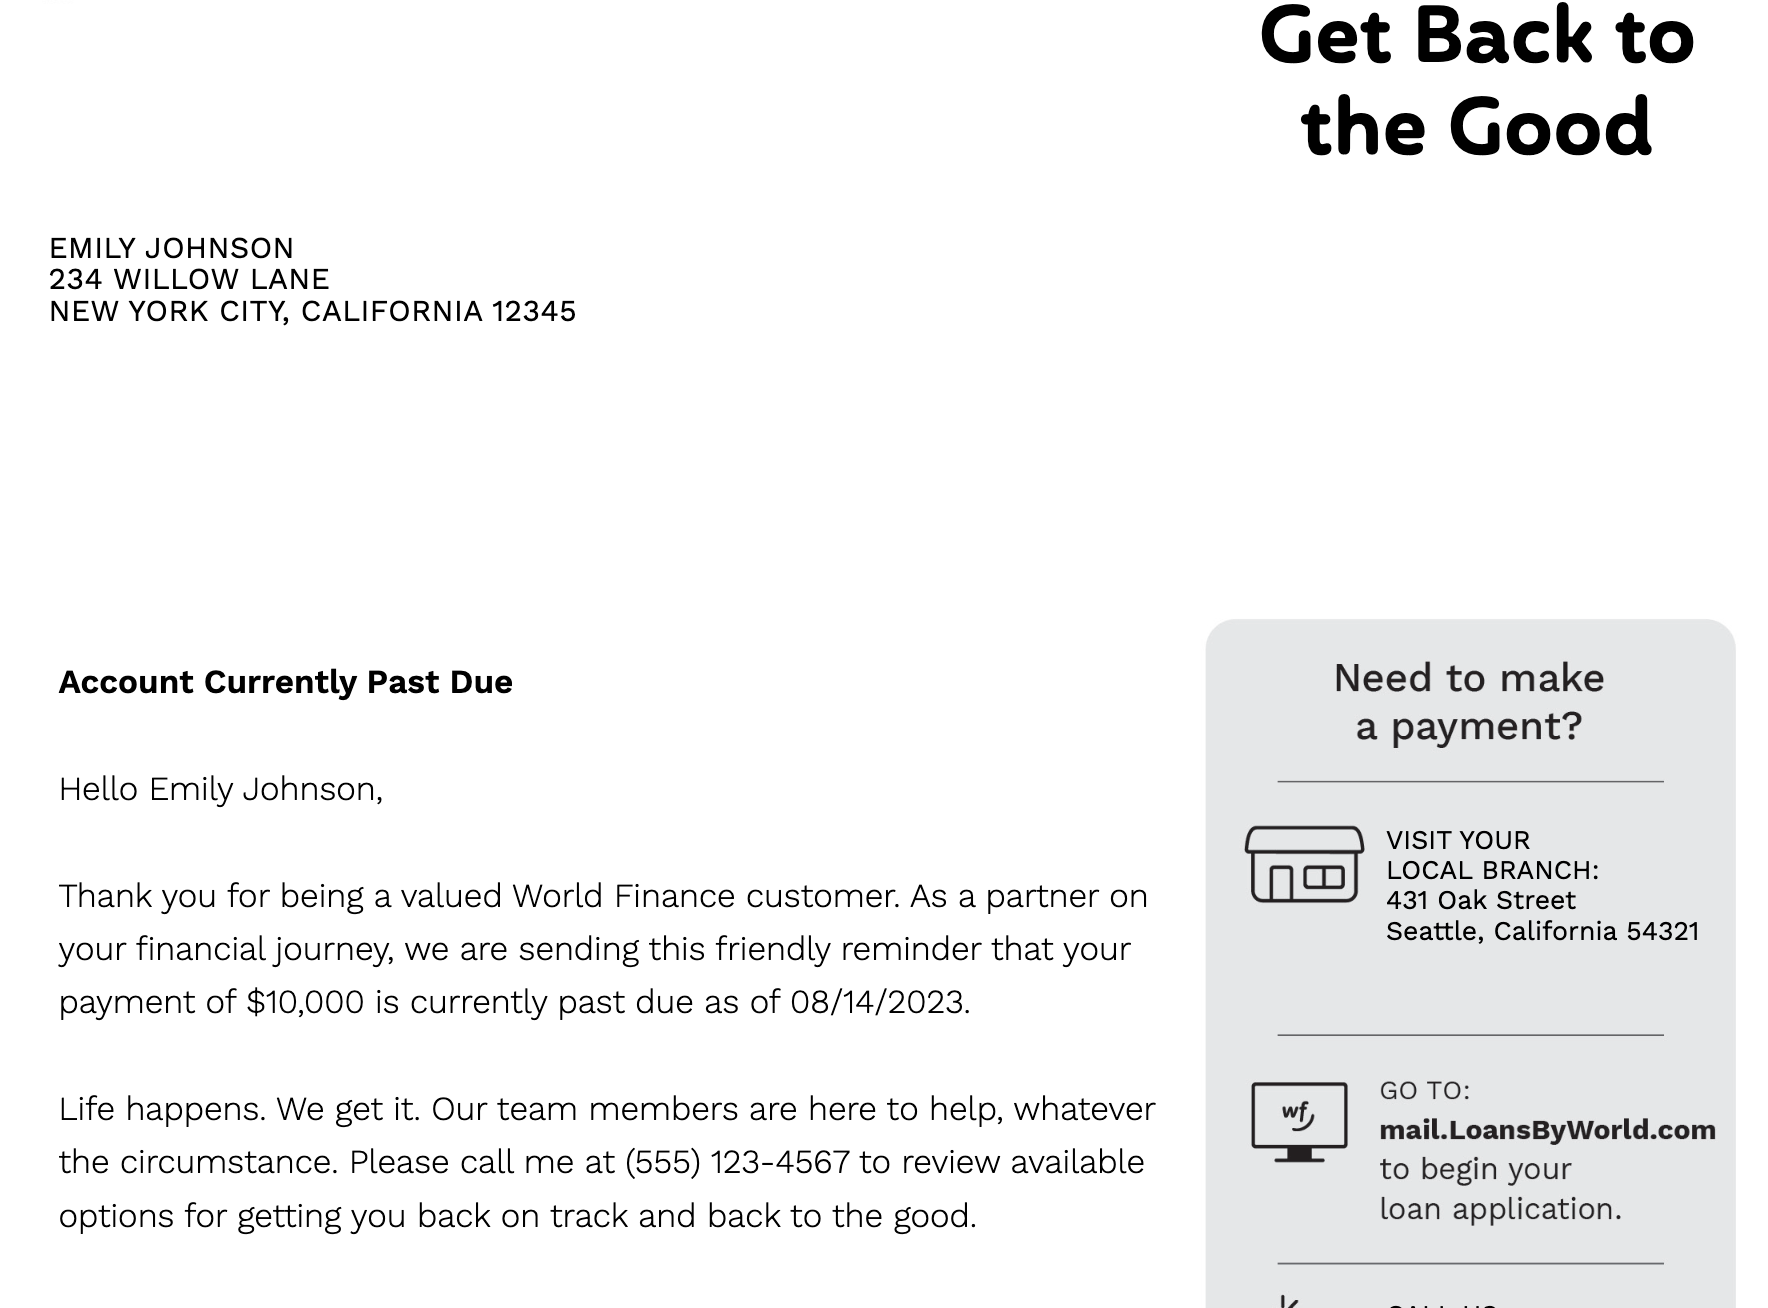 Get Back to
the Good
EMILY JOHNSON
234 WILLOW LANE
NEW YORK CITY, CALIFORNIA 12345
Account Currently Past Due
Hello Emily Johnson,
Thank you for being a valued World Finance customer. As a partner on
your financial journey, we are sending this friendly reminder that your
payment of $10,000 is currently past due as of 08/14/2023.
Life happens. We get it. Our team members are here to help, whatever
the circumstance. Please call me at (555) 123-4567 to review available
options for getting you back on track and back to the good.
Need to make
a payment?
VISIT YOUR
LOCAL BRANCH:
431 Oak Street
Seattle, California 54321
wf
GO TO:
mail.LoansByWorld.com
to begin your
loan application.